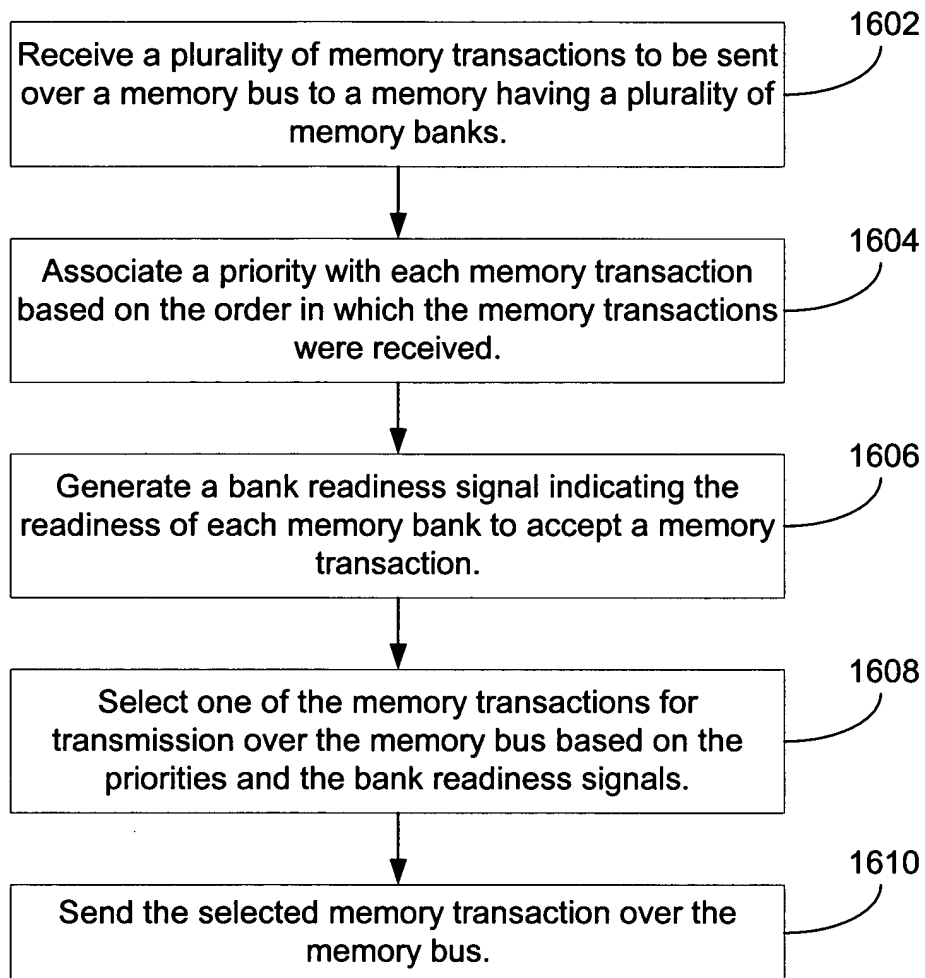 1602
Receive a plurality of memory transactions to be sent
over a memory bus to a memory having a plurality of
memory banks.
1604
Associate a priority with each memory transaction
based on the order in which the memory transactions
were received.
1606
Generate a bank readiness signal indicating the
readiness of each memory bank to accept a memory
transaction.
1608
Select one of the memory transactions for
transmission over the memory bus based on the
priorities and the bank readiness signals.
1610
Send the selected memory transaction over the
memory bus.